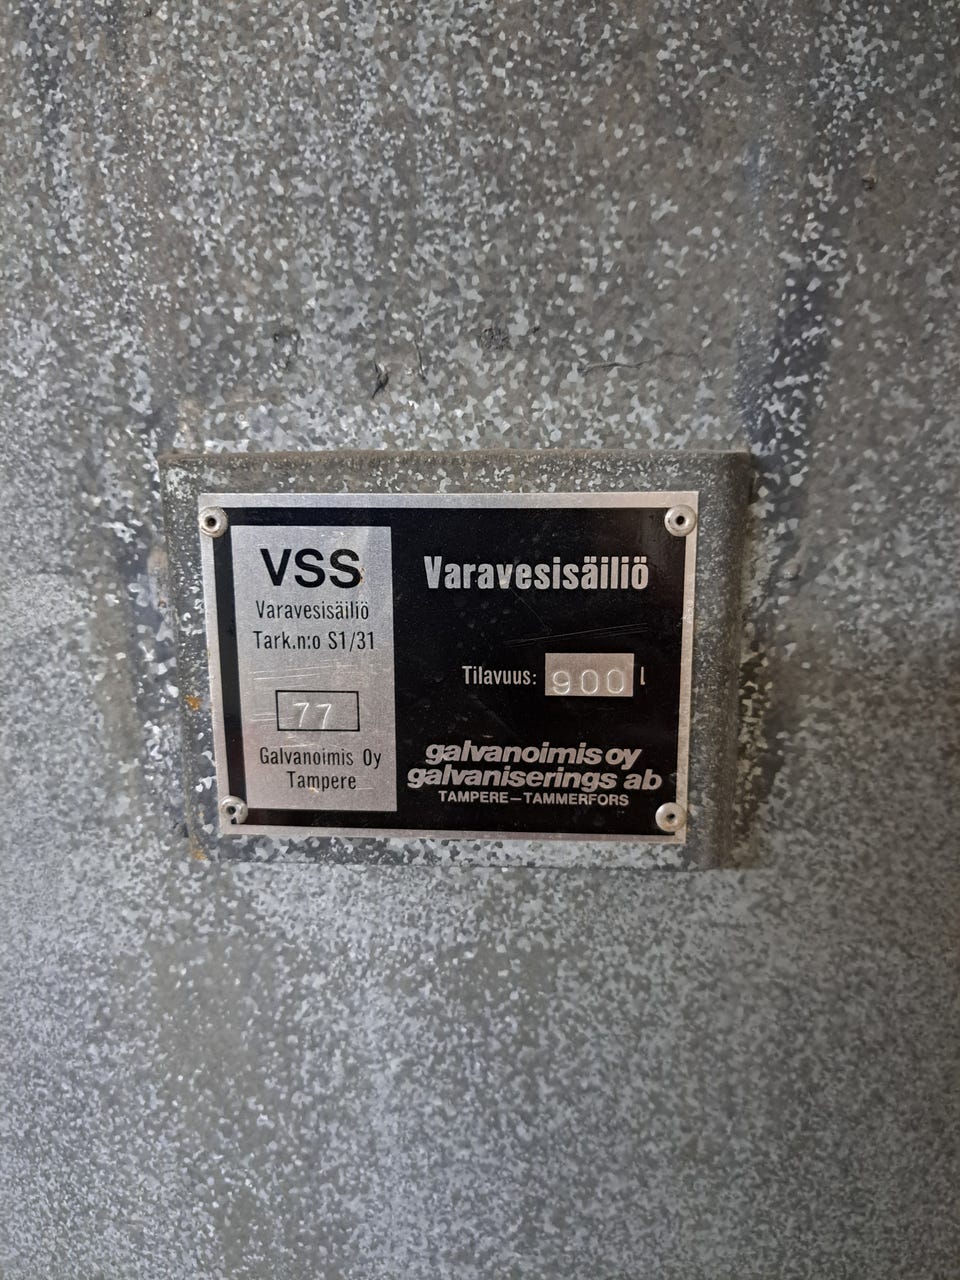 VSS
Varavesisäiliö
Tark.n:o S1/31
77
Galvanoimis Oy
Tampere
Varavesisäiliö
Tilavuus: 900 l
galvanoimis oy
galvaniserings ab
TAMPERE–TAMMERFORS